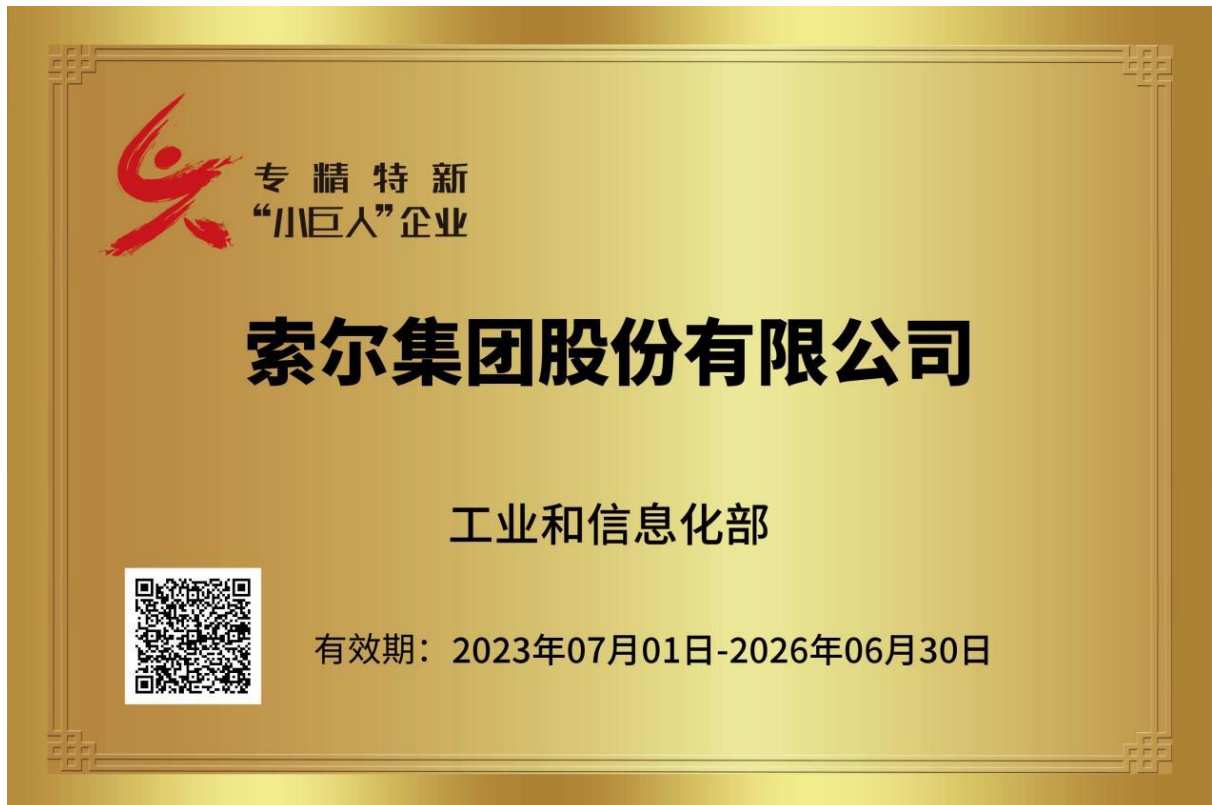 专精特新
“小巨人”企业
索尔集团股份有限公司
工业和信息化部
有效期：2023年07月01日-2026年06月30日